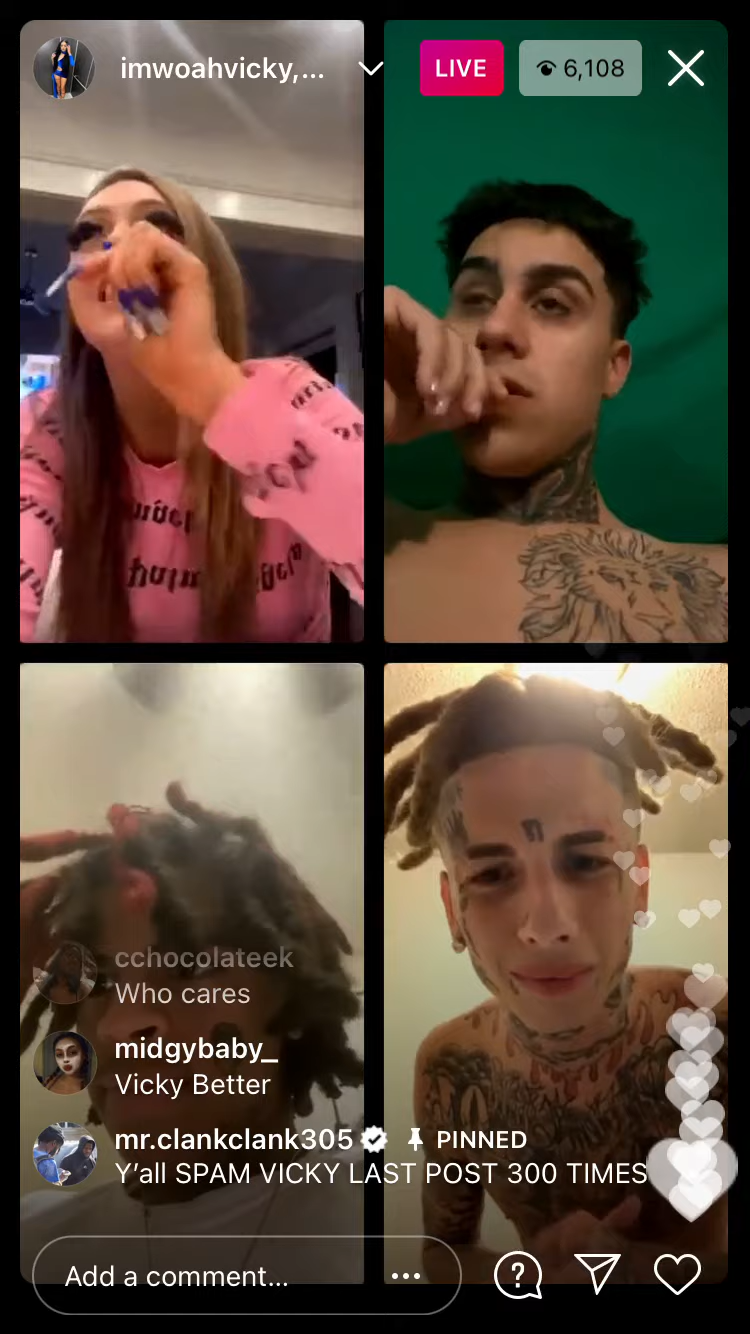 imwoahvicky,...
LIVE
6,108
cchocolateek
Who cares
midgybaby_
Vicky Better
mr.clankclank305 PINNED
Y’all SPAM VICKY LAST POST 300 TIMES
Add a comment...